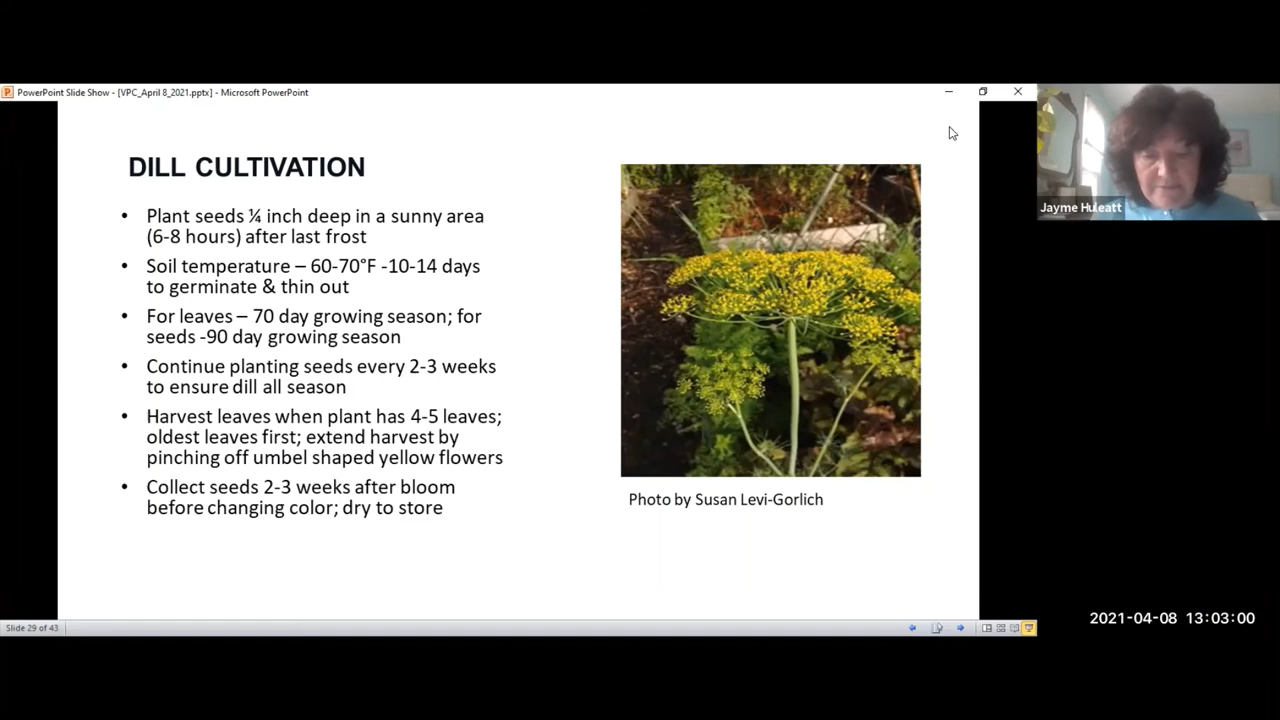 PowerPoint Slide Show - [VPC_April 8_2021.pptx] - Microsoft PowerPoint
DILL CULTIVATION
• Plant seeds ¼ inch deep in a sunny area
(6-8 hours) after last frost
• Soil temperature – 60-70°F -10-14 days
to germinate & thin out
• For leaves – 70 day growing season; for
seeds -90 day growing season
• Continue planting seeds every 2-3 weeks
to ensure dill all season
• Harvest leaves when plant has 4-5 leaves;
oldest leaves first; extend harvest by
pinching off umbel shaped yellow flowers
• Collect seeds 2-3 weeks after bloom
before changing color; dry to store
Photo by Susan Levi-Gorlich
Jayme Huleatt
Slide 29 of 43
2021-04-08 13:03:00